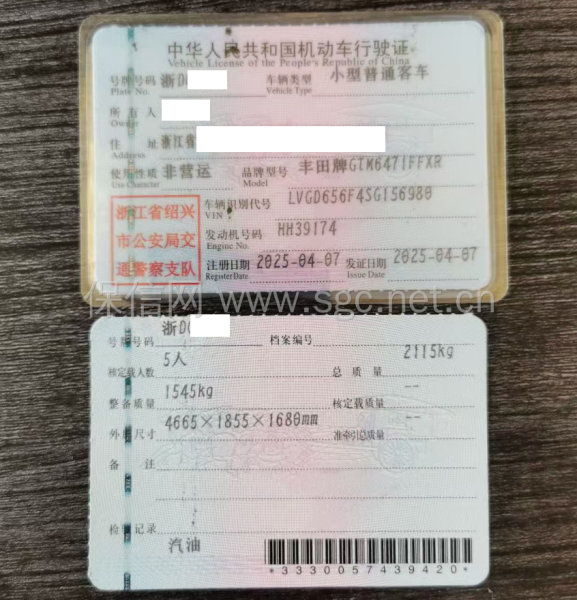 中华人民共和国机动车行驶证
Vehicle License of the People's Republic of China
号牌号码 浙D 车辆类型 小型普通客车
Plate No. Vehicle Type
所有人
Owner
住址 浙江省
Address
使用性质 非营运 品牌型号 丰田牌GTM6471FFXR
Use Character Model
浙江省绍兴
市公安局交
通警察支队
车辆识别代号 LVGD656F4SG156980
VIN
发动机号码 HH39174
Engine No.
注册日期 2025-04-07 发证日期 2025-04-07
Register Date Issue Date
保信网 www.sgc.net.cn
号牌号码 浙D 档案编号
核定载人数 5人 总质量 2115kg
整备质量 1545kg 核定载质量 --
外廓尺寸 4665×1855×1680mm 准牵引总质量 --
备注
检验记录
汽油
*3330057439420*